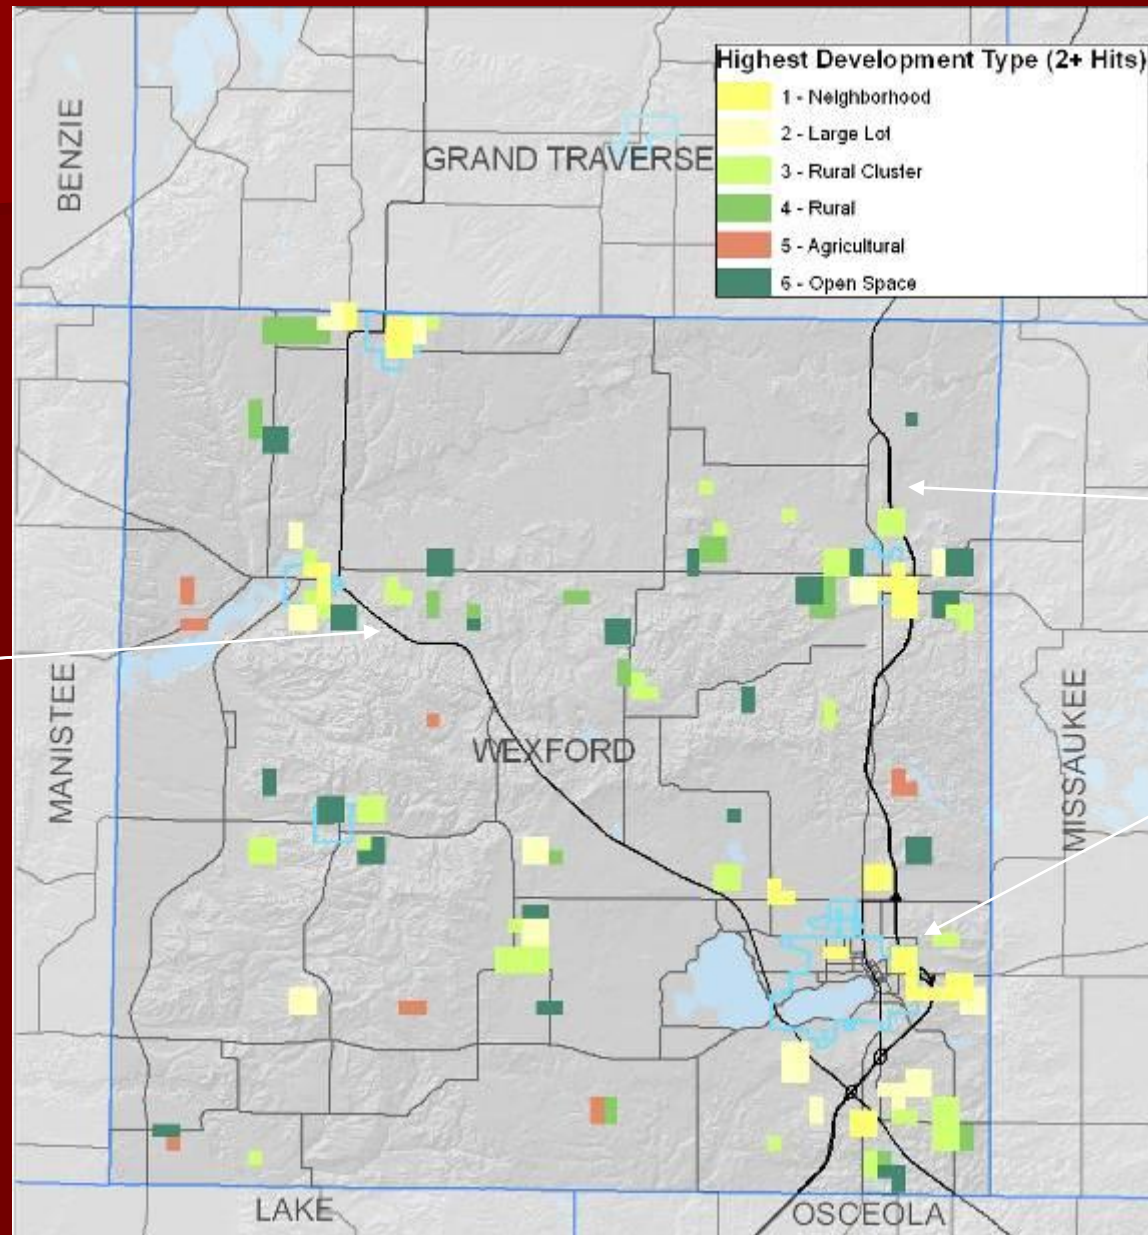 Highest Development Type (2+ Hits)
1 - Neighborhood
2 - Large Lot
3 - Rural Cluster
4 - Rural
5 - Agricultural
6 - Open Space
BENZIE
GRAND TRAVERSE
MANISTEE
WEXFORD
MISSAUKEE
LAKE
OSCEOLA